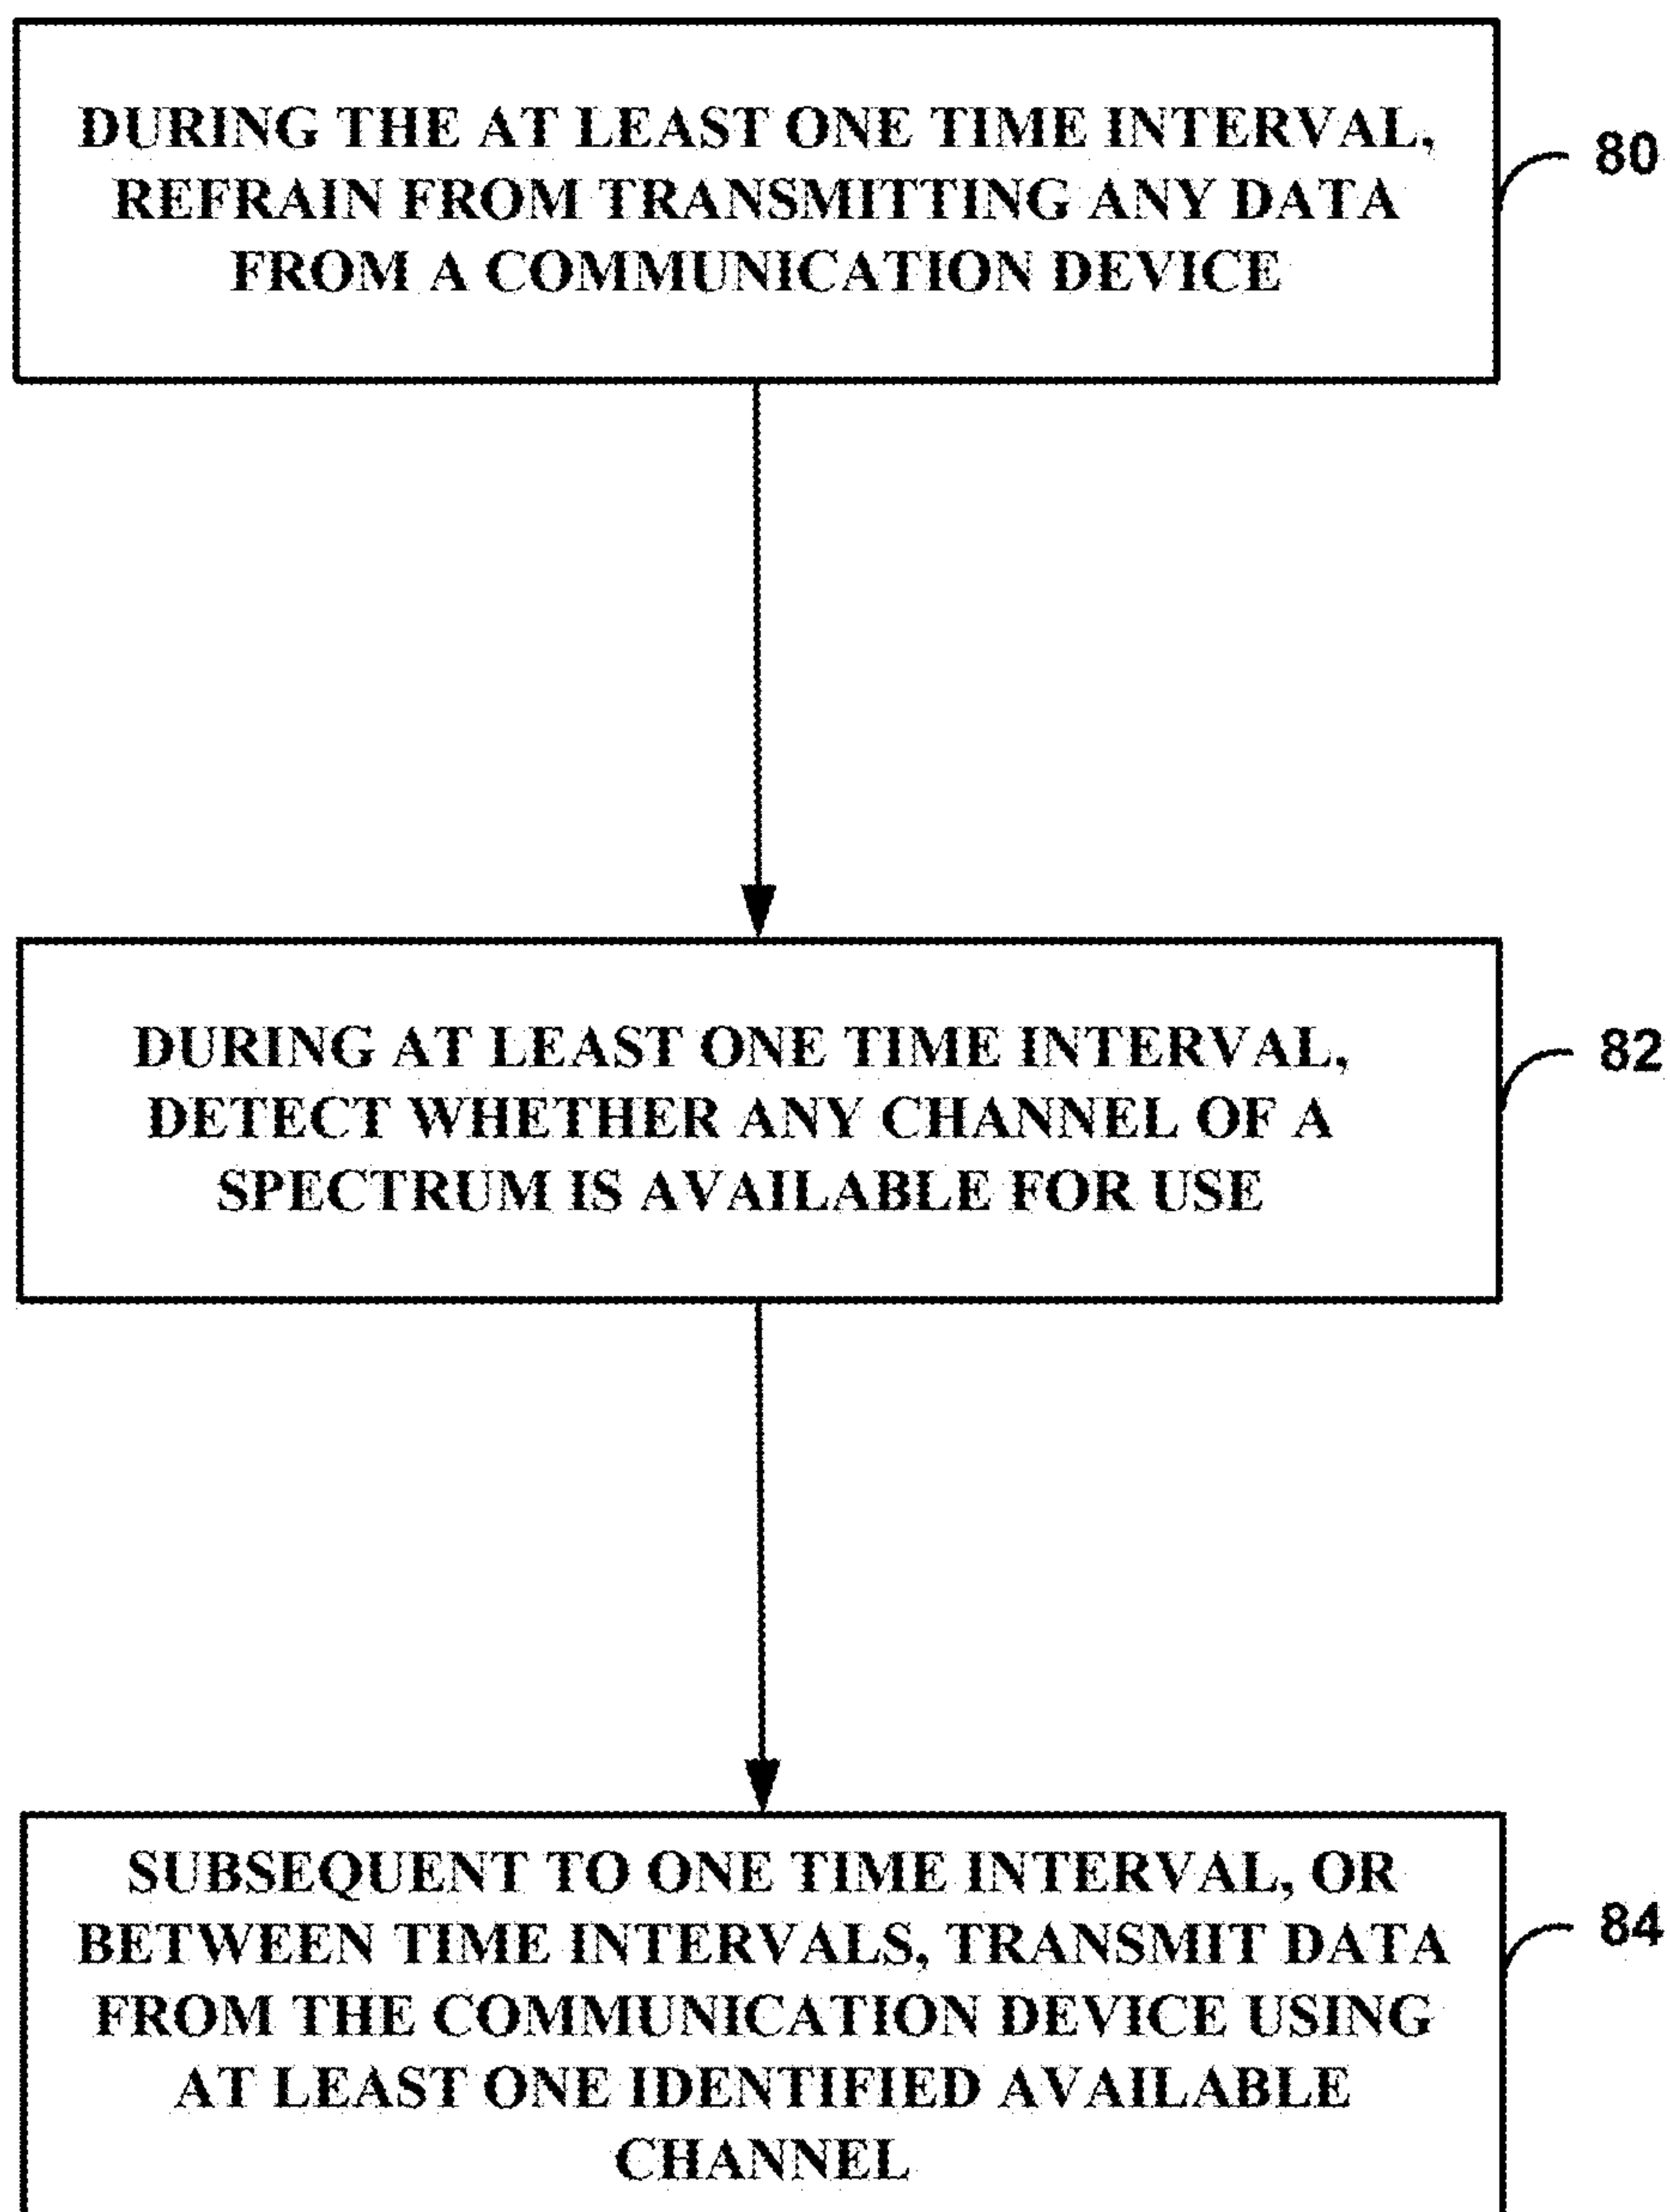 DURING THE AT LEAST ONE TIME INTERVAL,
REFRAIN FROM TRANSMITTING ANY DATA
FROM A COMMUNICATION DEVICE
80
DURING AT LEAST ONE TIME INTERVAL,
DETECT WHETHER ANY CHANNEL OF A
SPECTRUM IS AVAILABLE FOR USE
82
SUBSEQUENT TO ONE TIME INTERVAL, OR
BETWEEN TIME INTERVALS, TRANSMIT DATA
FROM THE COMMUNICATION DEVICE USING
AT LEAST ONE IDENTIFIED AVAILABLE
CHANNEL
84